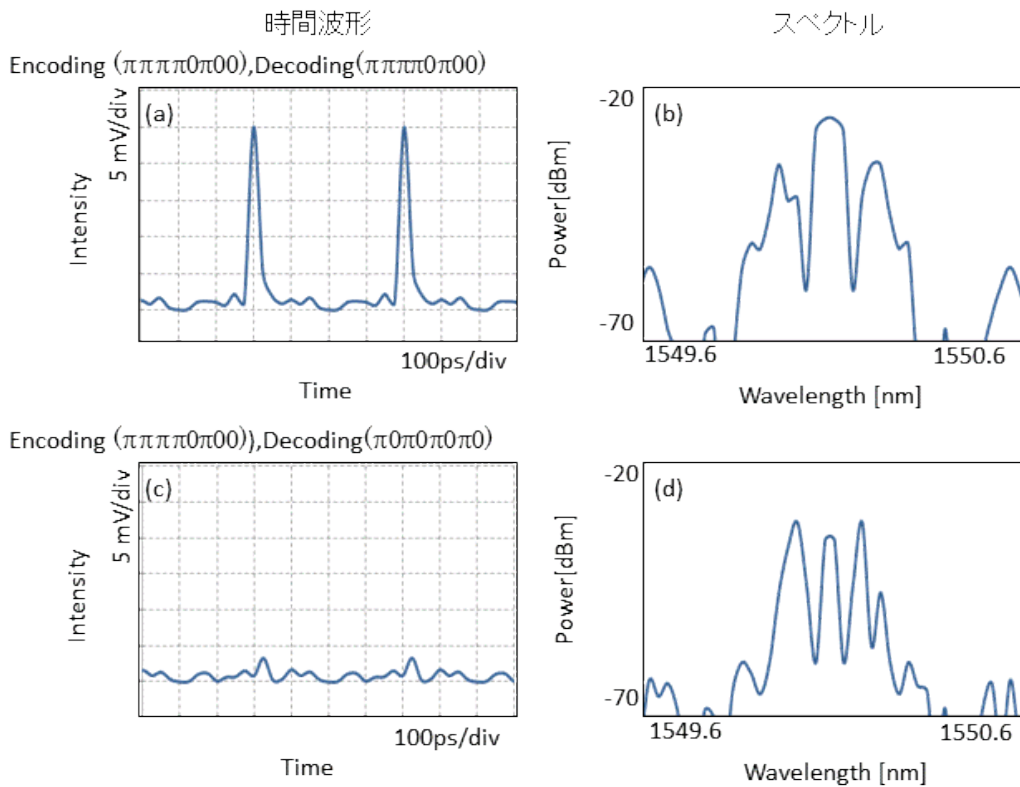 時間波形
スペクトル
Encoding (ππππ0π00),Decoding(ππππ0π00)
(a)
5 mV/div
Intensity
100ps/div
Time
(b)
-20
Power[dBm]
-70
1549.6
1550.6
Wavelength [nm]
Encoding (ππππ0π00)),Decoding(π0π0π0π0)
(c)
5 mV/div
Intensity
100ps/div
Time
(d)
-20
Power[dBm]
-70
1549.6
1550.6
Wavelength [nm]